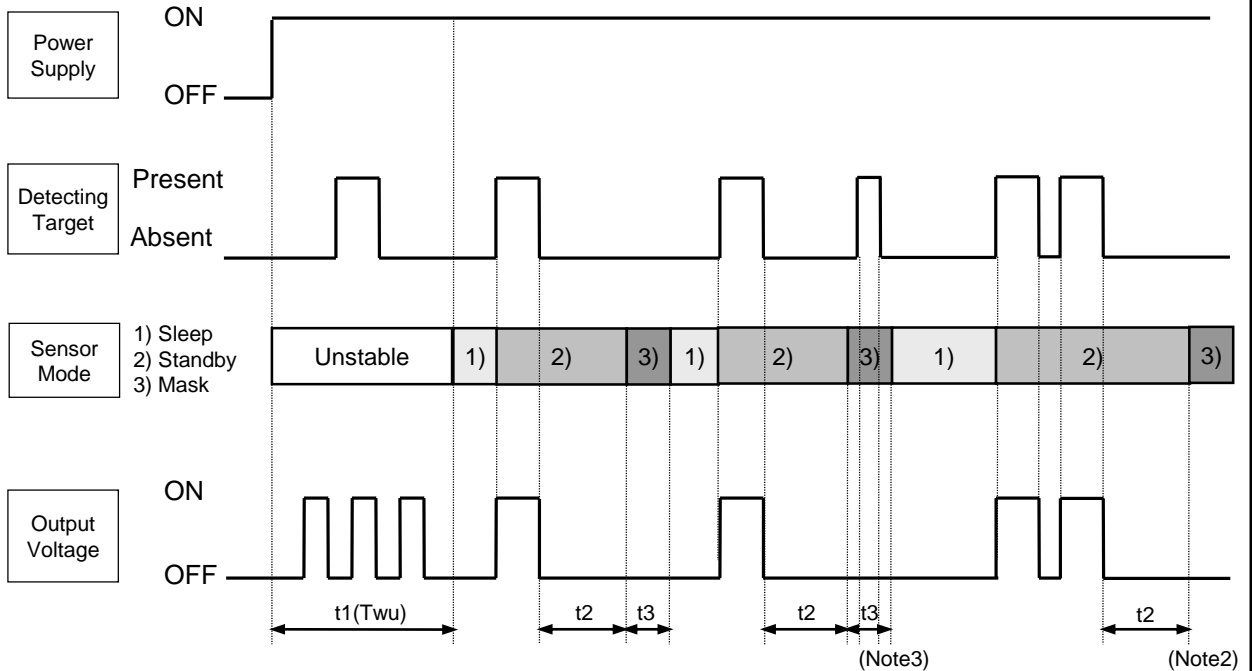 ON
Power
Supply
OFF
Present
Detecting
Target
Absent
Sensor
Mode
1) Sleep
2) Standby
3) Mask
Unstable 1) 2) 3) 1) 2) 3) 1) 2) 3)
ON
Output
Voltage
OFF
t1(Twu) t2 t3 t2 t3 t2
(Note3) (Note2)